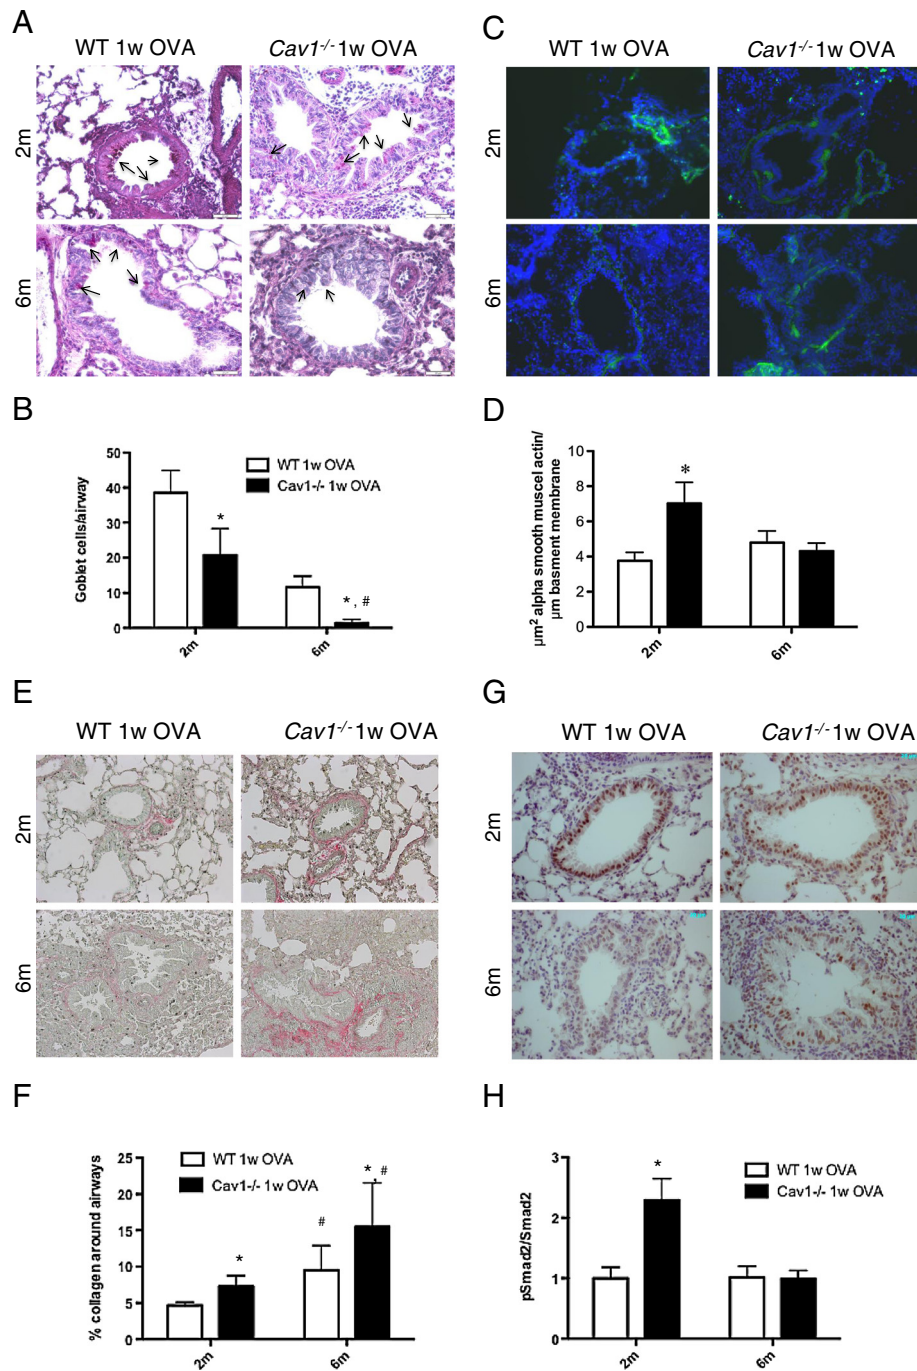 A
WT 1w OVA
Cav1-/- 1w OVA
2m
6m
C
Cav1-/- 1w OVA
WT 1w OVA
2m
6m
B
Goblet cells/airway
50
40
30
20
10
0
WT 1w OVA
Cav1-/- 1w OVA
*
*, #
2m
6m
D
µm² alpha smooth muscel actin/
µm basment membrane
10
8
6
4
2
0
*
2m
6m
E
WT 1w OVA
Cav1-/- 1w OVA
2m
6m
G
WT 1w OVA
Cav1-/- 1w OVA
2m
6m
F
% collagen around airways
25
20
15
10
5
0
WT 1w OVA
Cav1-/- 1w OVA
*
#
*, #
2m
6m
H
pSmad2/Smad2
3
2
1
0
WT 1w OVA
Cav1-/- 1w OVA
*
2m
6m